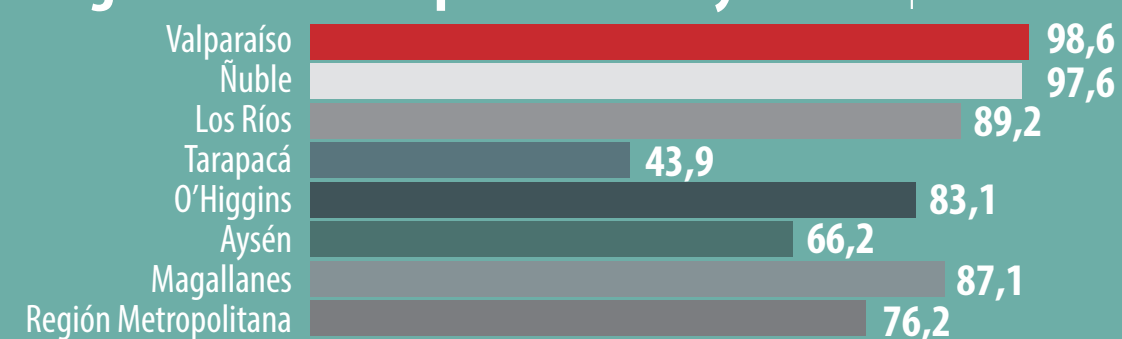 Valparaíso 98,6
Ñuble 97,6
Los Ríos 89,2
Tarapacá 43,9
O’Higgins 83,1
Aysén 66,2
Magallanes 87,1
Región Metropolitana 76,2